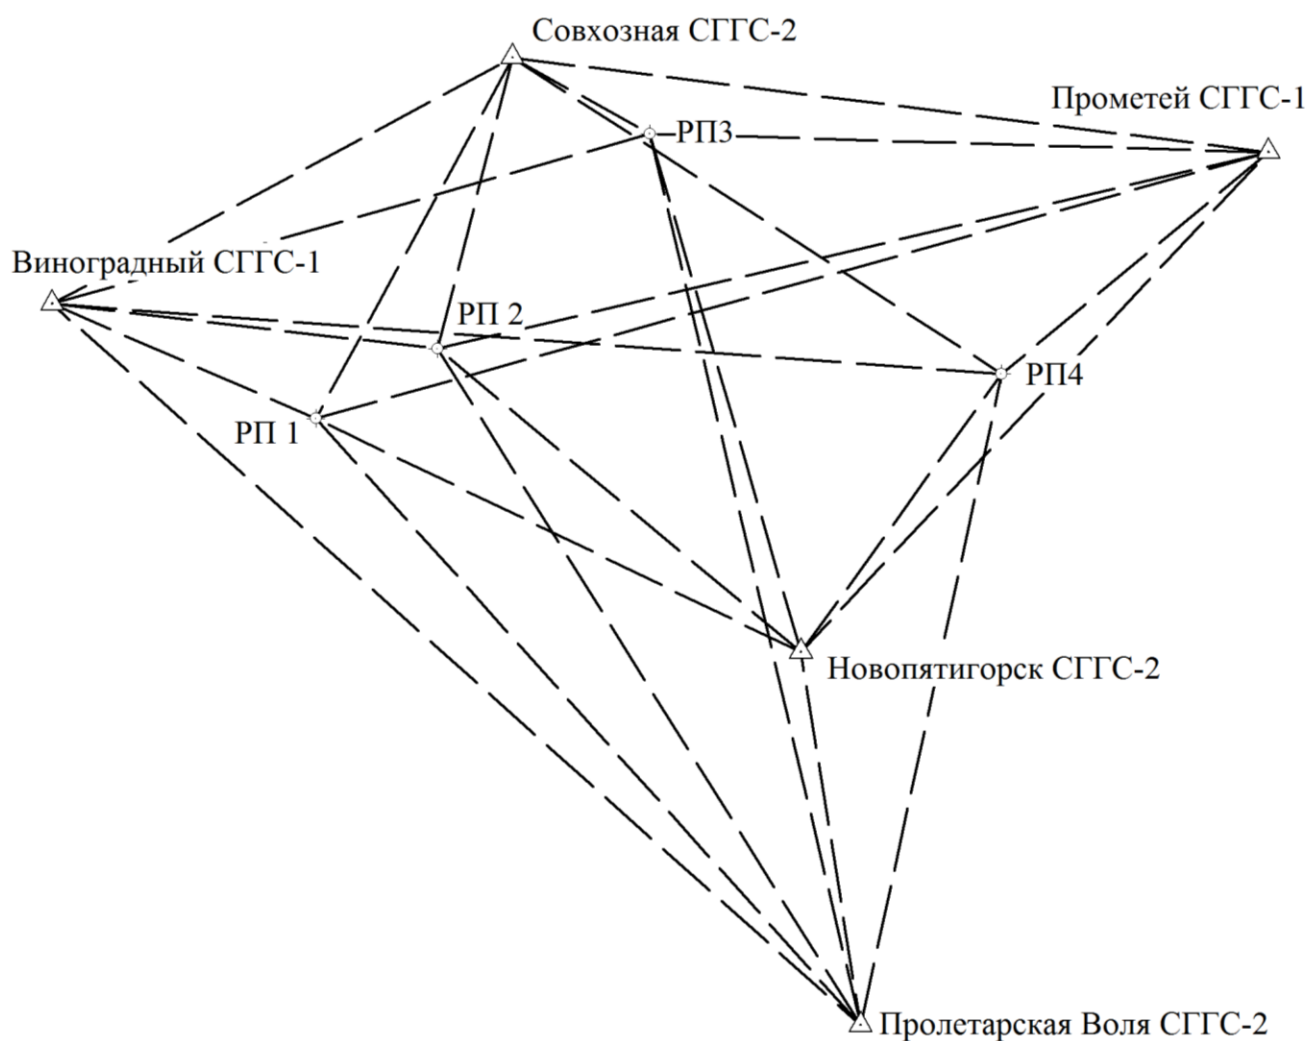 Совхозная СГГС-2
Прометей СГГС-1
РП3
Виноградный СГГС-1
РП 2
РП4
РП 1
Новопятигорск СГГС-2
Пролетарская Воля СГГС-2